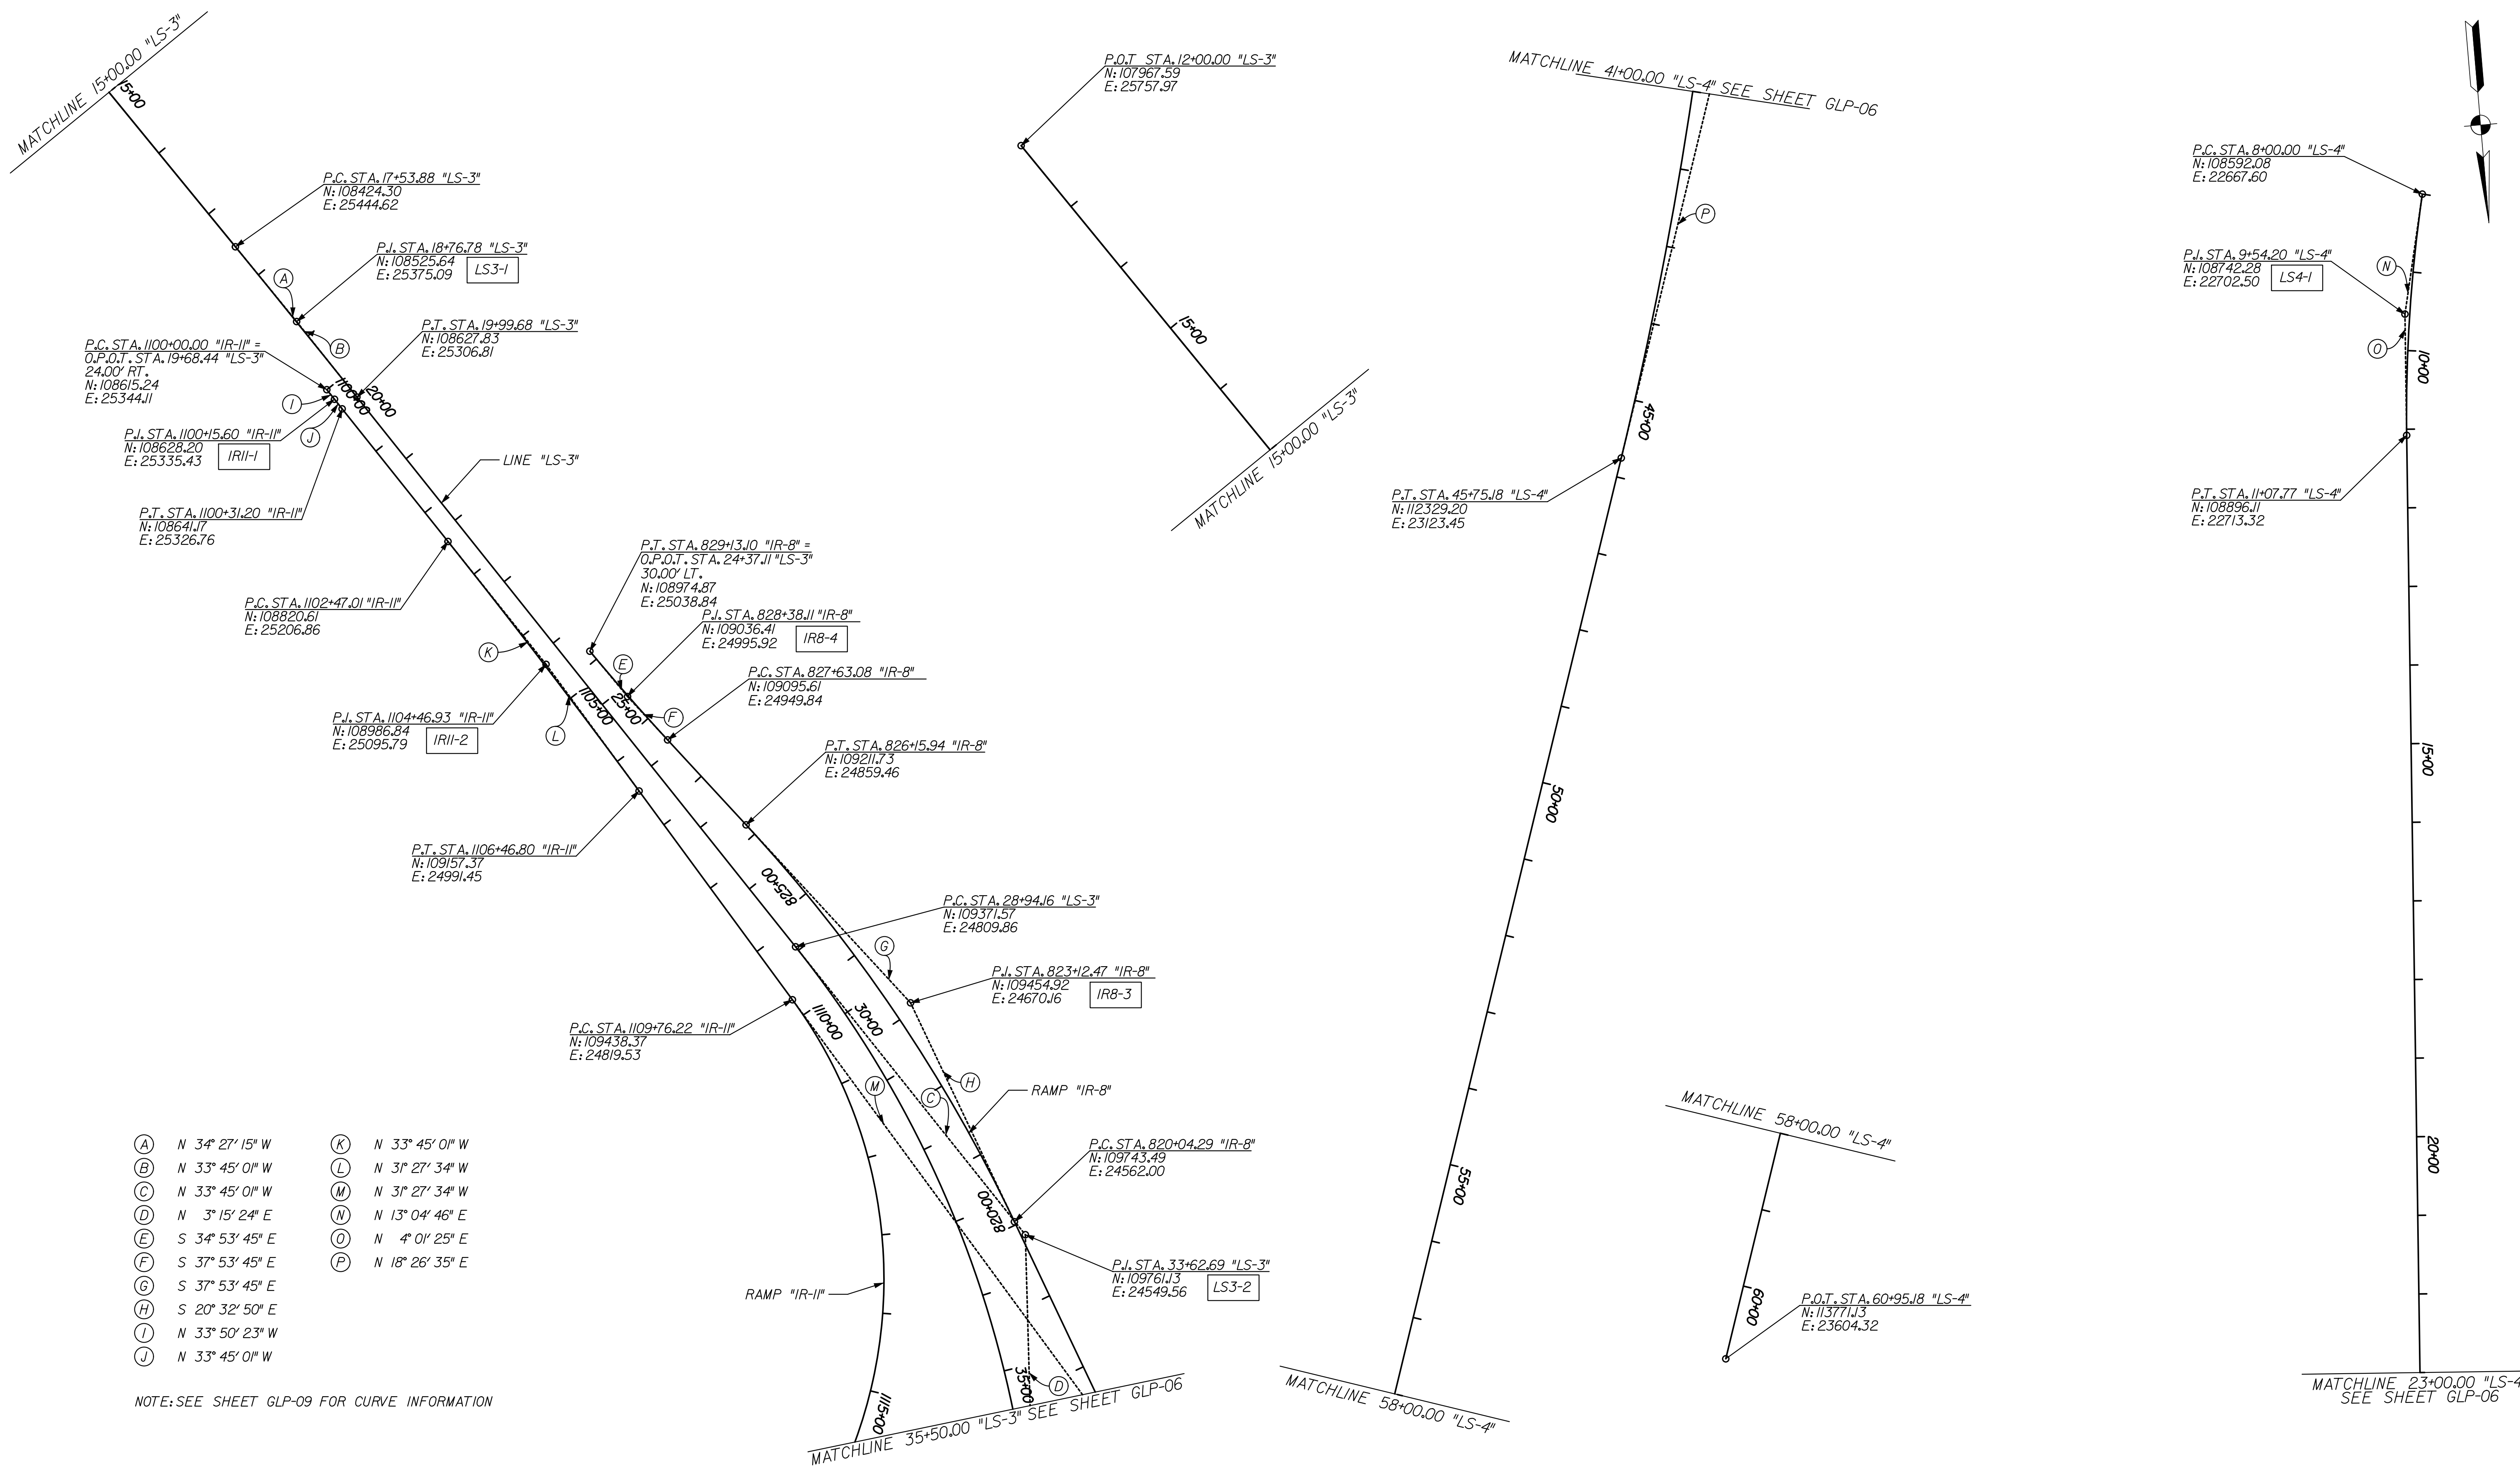 MATCHLINE 15+00.00 "LS-3"
15+00
P.C. STA. 17+53.88 "LS-3"
N: 108424.30
E: 25444.62
P.I. STA. 18+76.78 "LS-3"
N: 108525.64
E: 25375.09
LS3-1
A
B
P.T. STA. 19+99.68 "LS-3"
N: 108627.83
E: 25306.81
P.C. STA. 1100+00.00 "IR-11" =
O.P.O.T. STA. 19+68.44 "LS-3"
24.00' RT.
N: 108615.24
E: 25344.11
1100+00
20+00
I
J
P.I. STA. 1100+15.60 "IR-11"
N: 108628.20
E: 25335.43
IR11-1
LINE "LS-3"
P.T. STA. 1100+31.20 "IR-11"
N: 108641.17
E: 25326.76
P.C. STA. 1102+47.01 "IR-11"
N: 108820.61
E: 25206.86
P.T. STA. 829+13.10 "IR-8" =
O.P.O.T. STA. 24+37.11 "LS-3"
30.00' LT.
N: 108974.87
E: 25038.84
P.I. STA. 828+38.11 "IR-8"
N: 109036.41
E: 24995.92
IR8-4
K
E
P.C. STA. 827+63.08 "IR-8"
N: 109095.61
E: 24949.84
1105+00
25+00
F
L
P.I. STA. 1104+46.93 "IR-11"
N: 108986.84
E: 25095.79
IR11-2
P.T. STA. 826+15.94 "IR-8"
N: 109211.73
E: 24859.46
P.T. STA. 1106+46.80 "IR-11"
N: 109157.37
E: 24991.45
825+00
P.C. STA. 28+94.16 "LS-3"
N: 109371.57
E: 24809.86
G
P.I. STA. 823+12.47 "IR-8"
N: 109454.92
E: 24670.16
IR8-3
P.C. STA. 1109+76.22 "IR-11"
N: 109438.37
E: 24819.53
1110+00
30+00
M
C
H
RAMP "IR-8"
P.C. STA. 820+04.29 "IR-8"
N: 109743.49
E: 24562.00
820+00
P.I. STA. 33+62.69 "LS-3"
N: 109761.13
E: 24549.56
LS3-2
RAMP "IR-11"
35+00
D
1115+00
MATCHLINE 35+50.00 "LS-3" SEE SHEET GLP-06
A N 34° 27' 15" W
B N 33° 45' 01" W
C N 33° 45' 01" W
D N 3° 15' 24" E
E S 34° 53' 45" E
F S 37° 53' 45" E
G S 37° 53' 45" E
H S 20° 32' 50" E
I N 33° 50' 23" W
J N 33° 45' 01" W
K N 33° 45' 01" W
L N 31° 27' 34" W
M N 31° 27' 34" W
N N 13° 04' 46" E
O N 4° 01' 25" E
P N 18° 26' 35" E
NOTE: SEE SHEET GLP-09 FOR CURVE INFORMATION
P.O.T STA. 12+00.00 "LS-3"
N: 107967.59
E: 25757.97
15+00
MATCHLINE 15+00.00 "LS-3"
MATCHLINE 41+00.00 "LS-4" SEE SHEET GLP-06
P
45+00
P.T. STA. 45+75.18 "LS-4"
N: 112329.20
E: 23123.45
50+00
55+00
MATCHLINE 58+00.00 "LS-4"
MATCHLINE 58+00.00 "LS-4"
60+00
P.O.T. STA. 60+95.18 "LS-4"
N: 113771.13
E: 23604.32
P.C. STA. 8+00.00 "LS-4"
N: 108592.08
E: 22667.60
P.I. STA. 9+54.20 "LS-4"
N: 108742.28
E: 22702.50
LS4-1
N
O
10+00
P.T. STA. 11+07.77 "LS-4"
N: 108896.11
E: 22713.32
15+00
20+00
MATCHLINE 23+00.00 "LS-4
SEE SHEET GLP-06